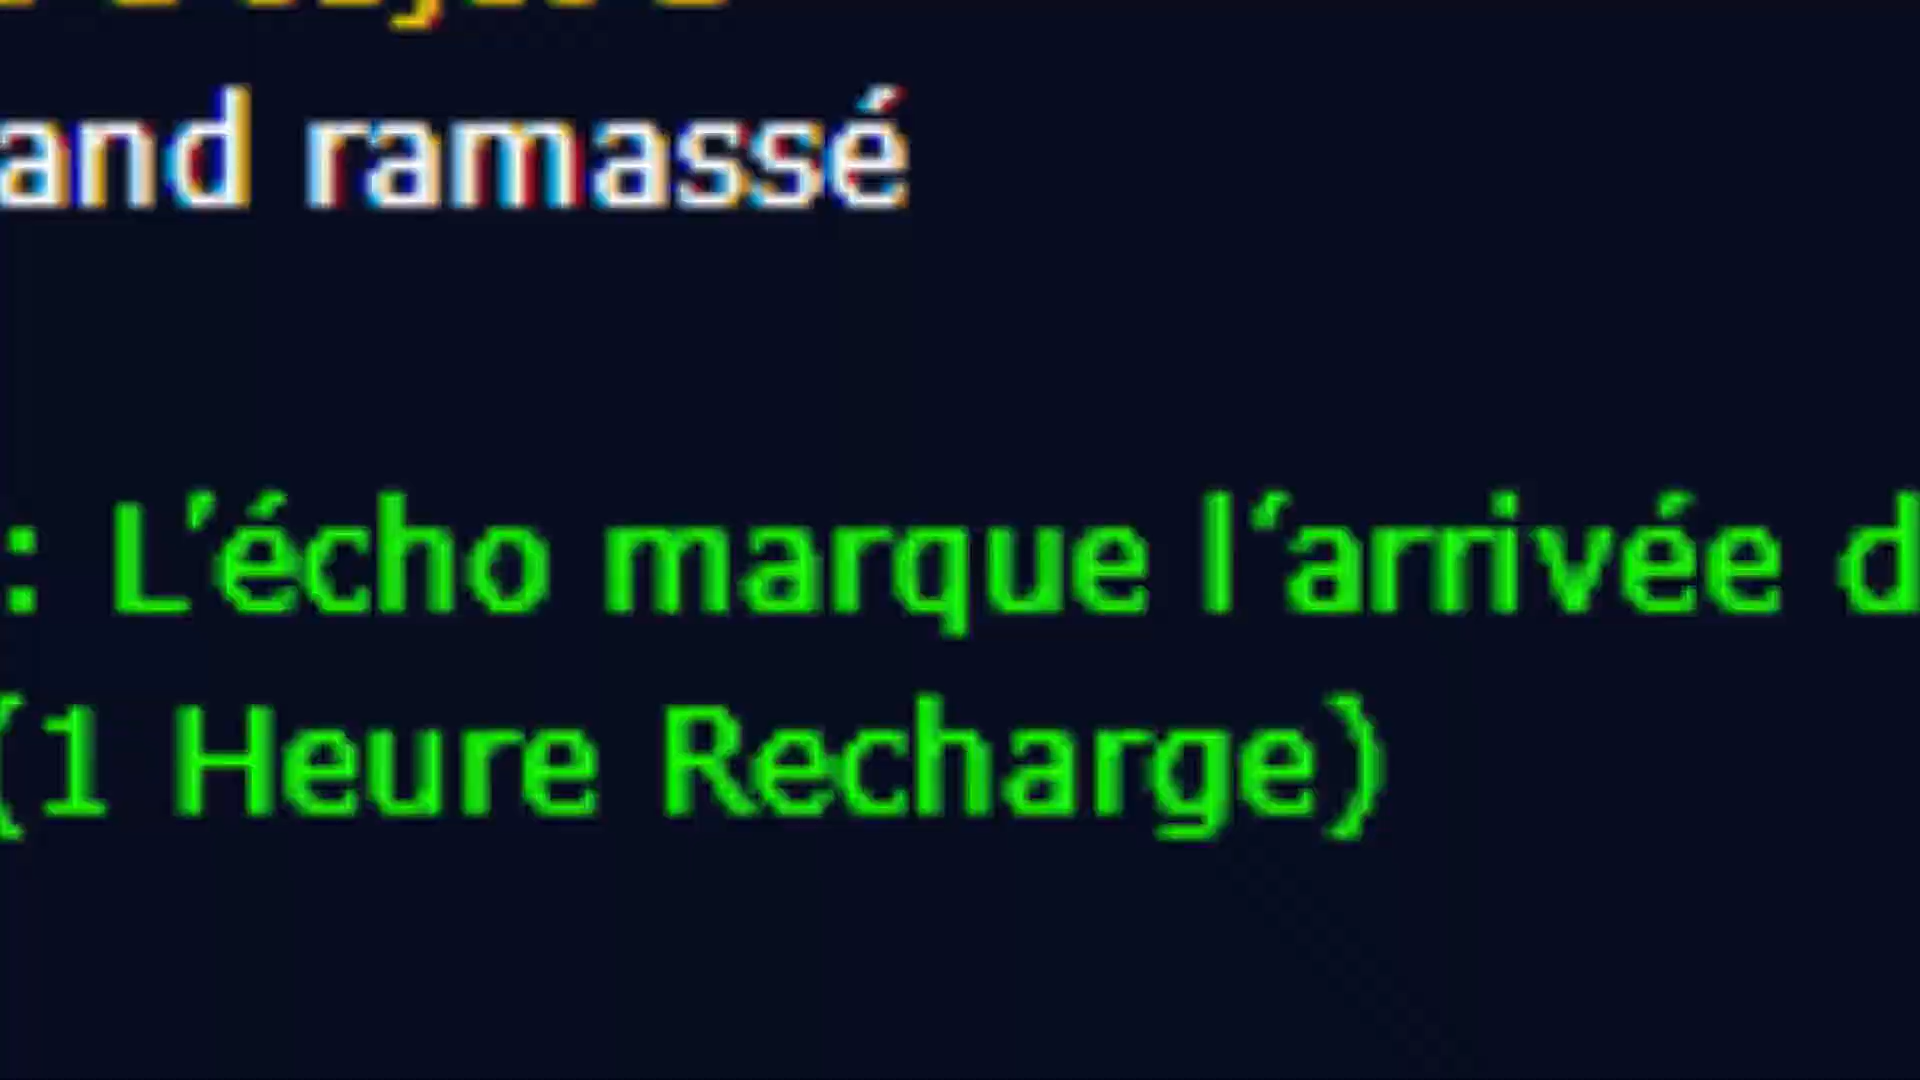 and ramassé
: L'écho marque l‘arrivée d
(1 Heure Recharge)